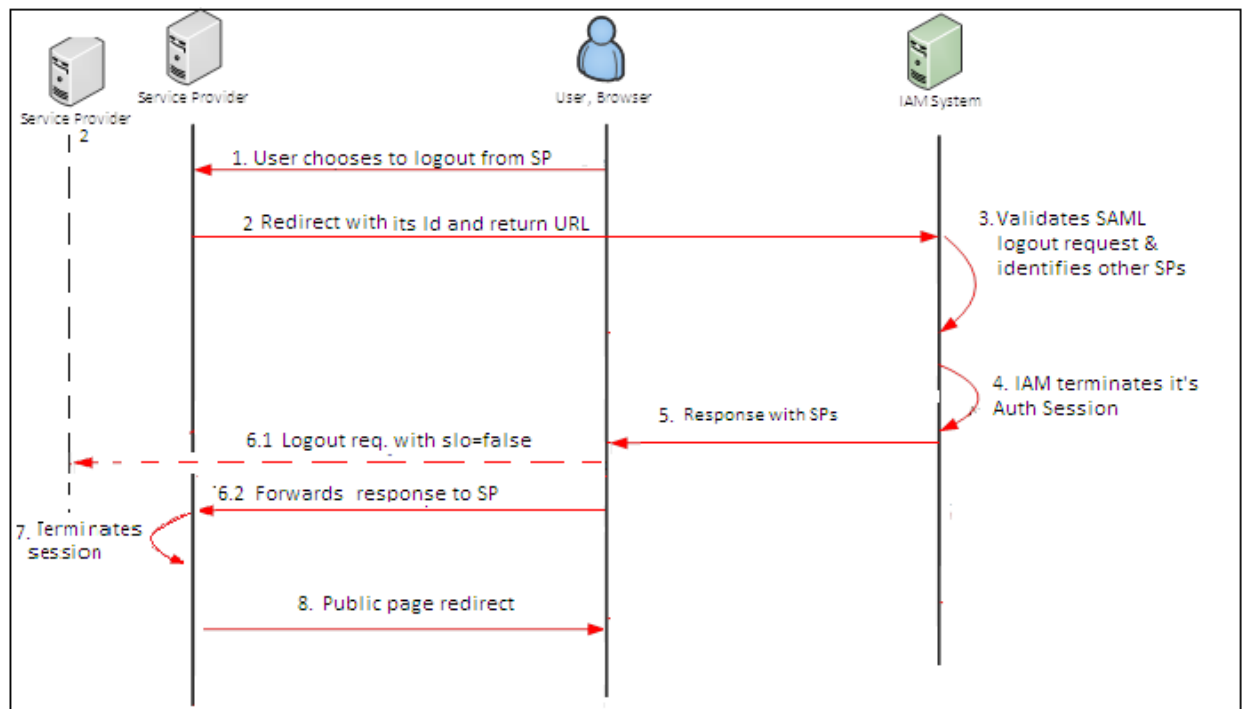 Service Provider
2
Service Provider
User, Browser
IAM System
1. User chooses to logout from SP
2 Redirect with its Id and return URL
3. Validates SAML
logout request &
identifies other SPs
4. IAM terminates it's
Auth Session
5. Response with SPs
6.1 Logout req. with slo=false
6.2 Forwards response to SP
7. Termirates
session
8. Public page redirect